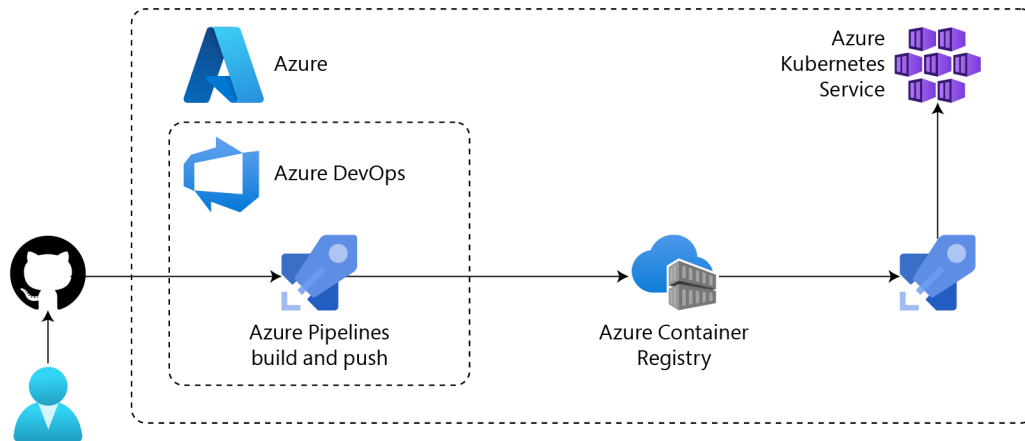 Azure
Azure
Kubernetes
Service
Azure DevOps
Azure Pipelines
build and push
Azure Container
Registry